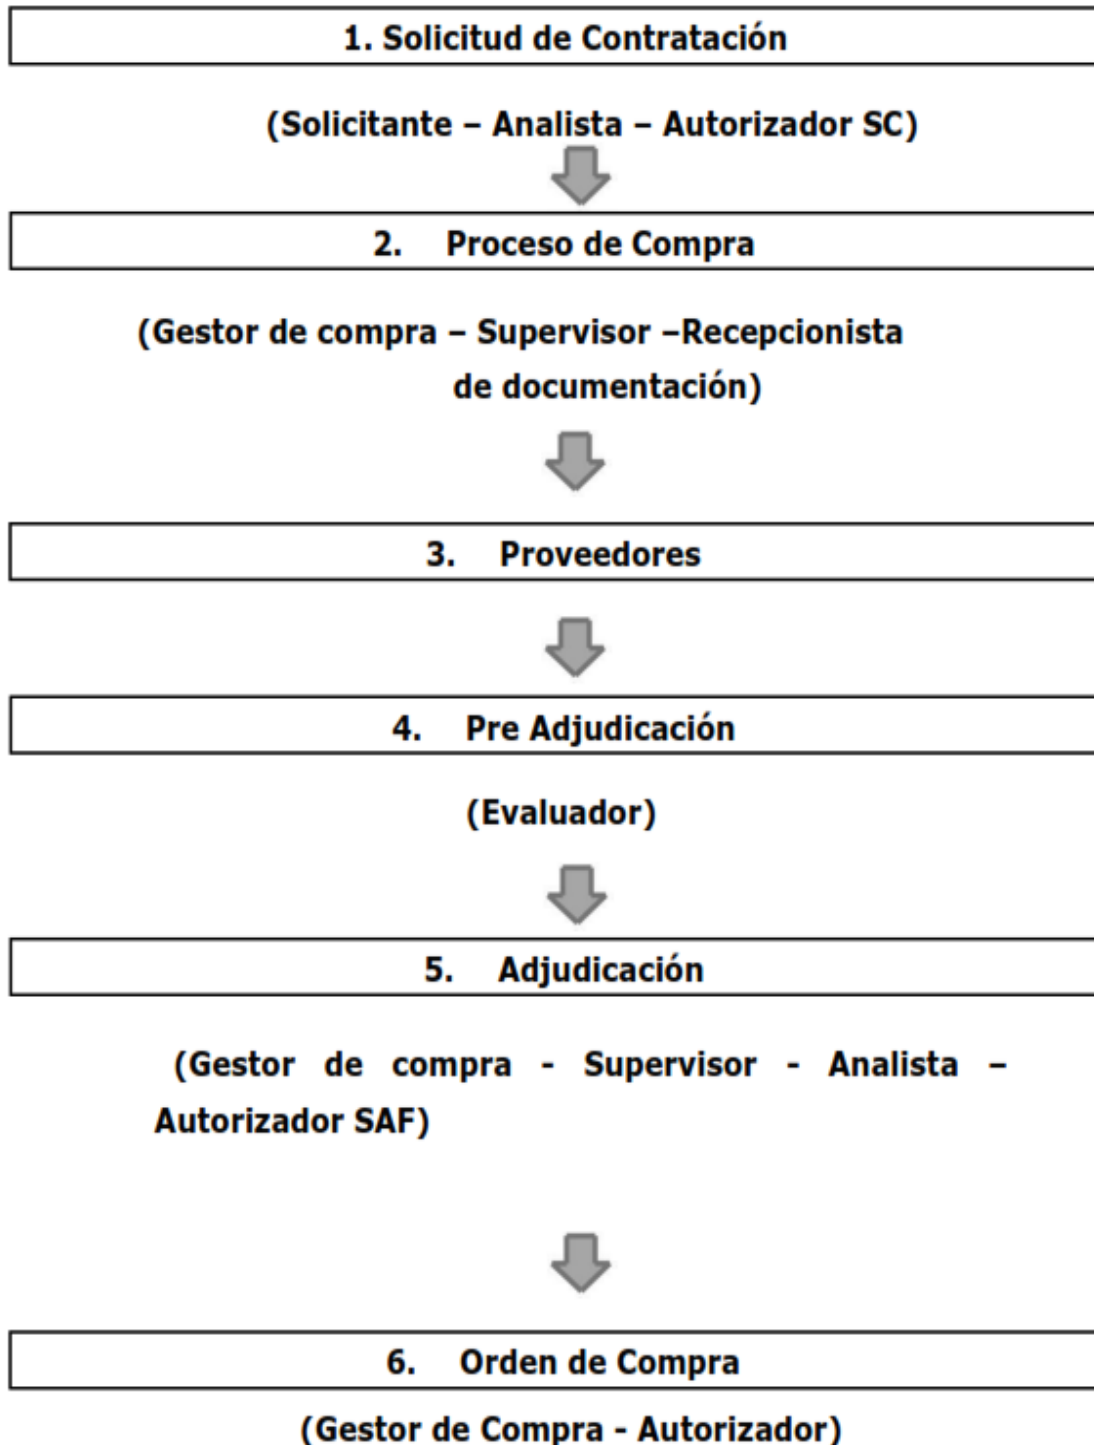 1. Solicitud de Contratación
(Solicitante – Analista – Autorizador SC)
2. Proceso de Compra
(Gestor de compra – Supervisor –Recepcionista
de documentación)
3. Proveedores
4. Pre Adjudicación
(Evaluador)
5. Adjudicación
(Gestor de compra - Supervisor - Analista –
Autorizador SAF)
6. Orden de Compra
(Gestor de Compra - Autorizador)